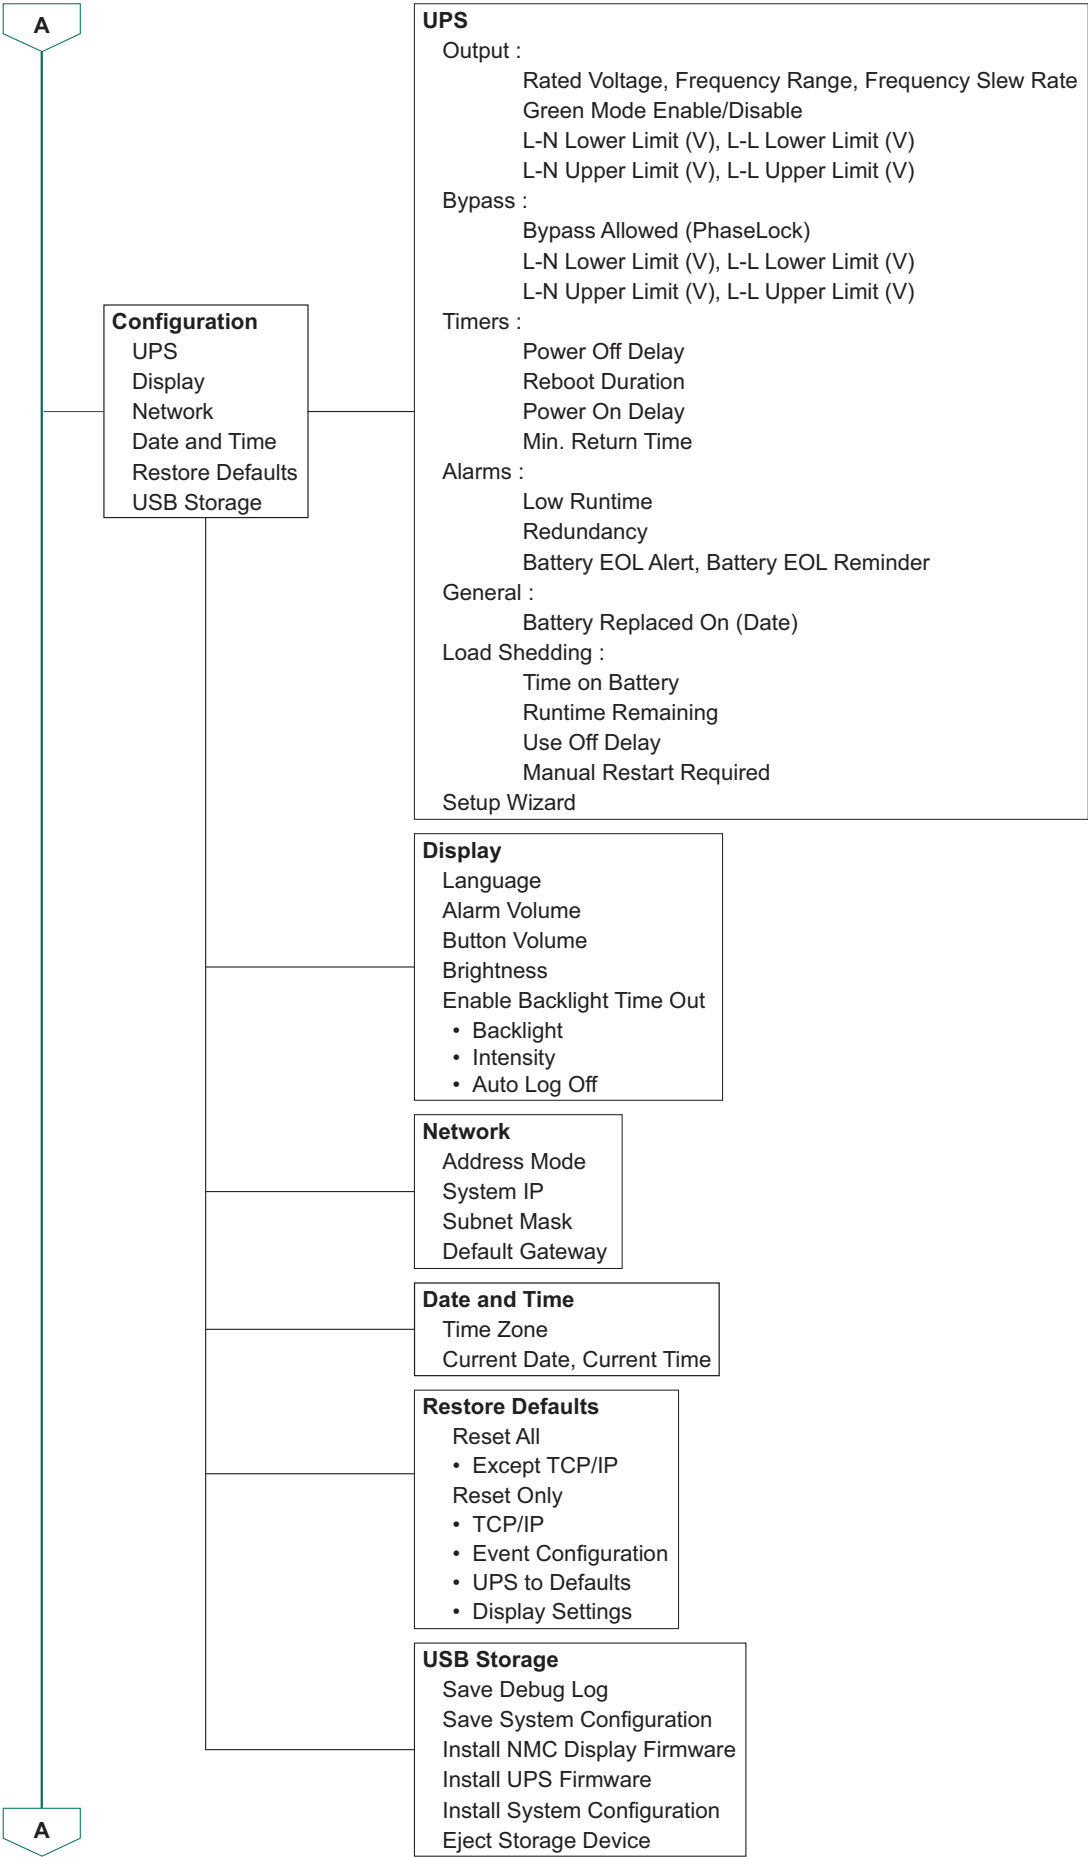 A
UPS
Output :
Rated Voltage, Frequency Range, Frequency Slew Rate
Green Mode Enable/Disable
L-N Lower Limit (V), L-L Lower Limit (V)
L-N Upper Limit (V), L-L Upper Limit (V)
Bypass :
Bypass Allowed (PhaseLock)
L-N Lower Limit (V), L-L Lower Limit (V)
L-N Upper Limit (V), L-L Upper Limit (V)
Timers :
Power Off Delay
Reboot Duration
Power On Delay
Min. Return Time
Alarms :
Low Runtime
Redundancy
Battery EOL Alert, Battery EOL Reminder
General :
Battery Replaced On (Date)
Load Shedding :
Time on Battery
Runtime Remaining
Use Off Delay
Manual Restart Required
Setup Wizard
Configuration
UPS
Display
Network
Date and Time
Restore Defaults
USB Storage
Display
Language
Alarm Volume
Button Volume
Brightness
Enable Backlight Time Out
• Backlight
• Intensity
• Auto Log Off
Network
Address Mode
System IP
Subnet Mask
Default Gateway
Date and Time
Time Zone
Current Date, Current Time
Restore Defaults
Reset All
• Except TCP/IP
Reset Only
• TCP/IP
• Event Configuration
• UPS to Defaults
• Display Settings
USB Storage
Save Debug Log
Save System Configuration
Install NMC Display Firmware
Install UPS Firmware
Install System Configuration
Eject Storage Device
A